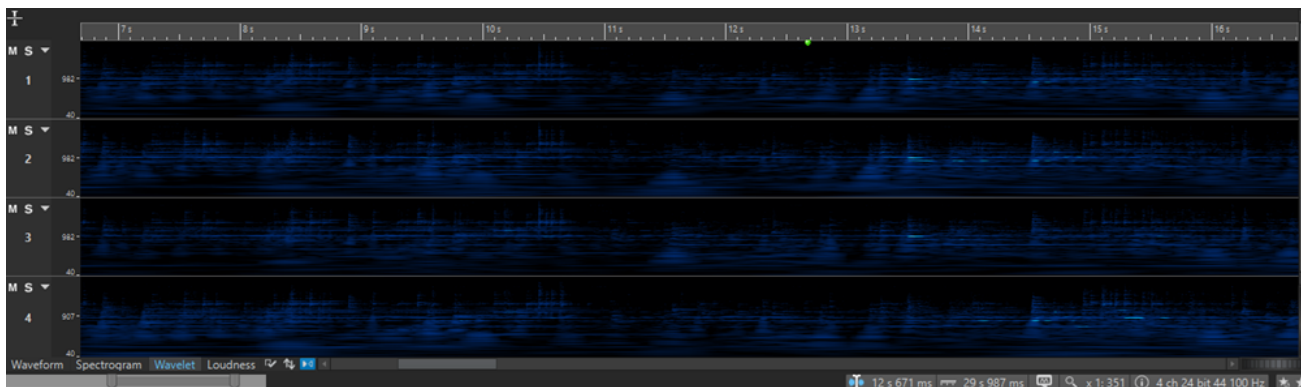 7 s 8 s 9 s 10 s 11 s 12 s 13 s 14 s 15 s 16 s
M S
1 982
40
M S
2 982
40
M S
3 982
40
M S
4 907
40
Waveform Spectrogram Wavelet Loudness
12 s 671 ms 29 s 987 ms x 1: 351 4 ch 24 bit 44 100 Hz